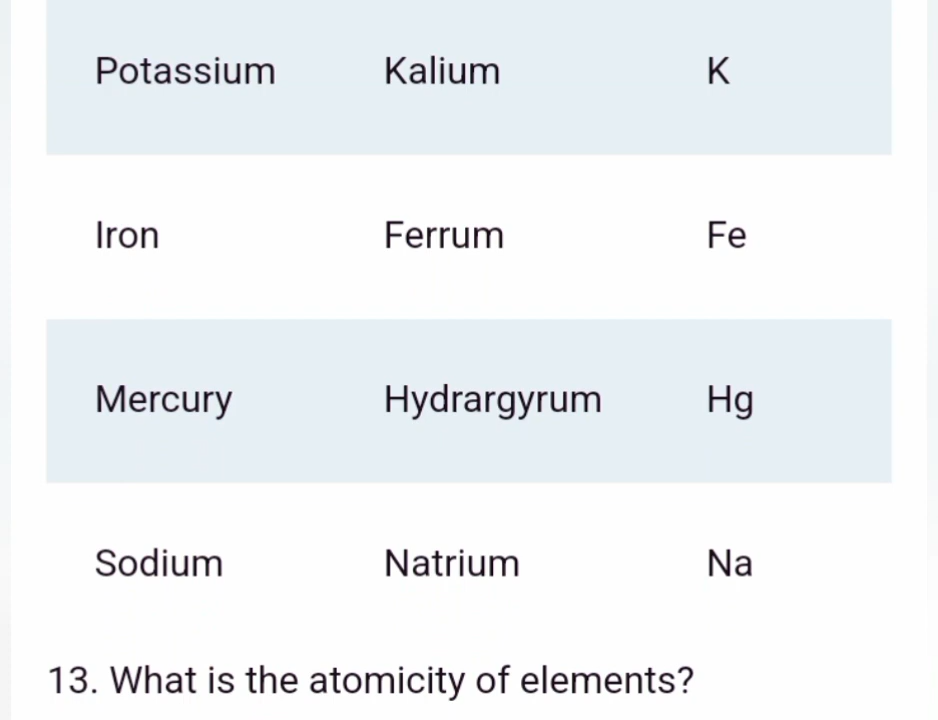 Potassium Kalium K
Iron Ferrum Fe
Mercury Hydrargyrum Hg
Sodium Natrium Na
13. What is the atomicity of elements?